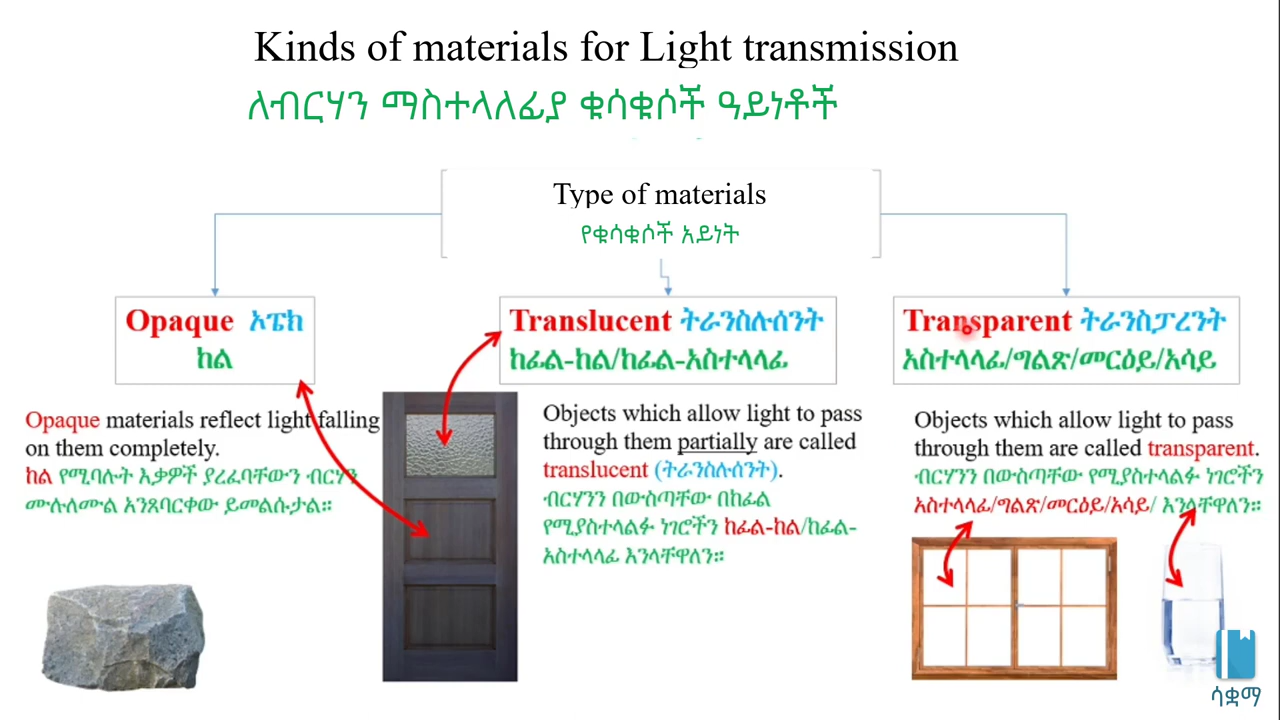 Kinds of materials for Light transmission
ለብርሃን ማስተላለፊያ ቁሳቁሶች ዓይነቶች
Type of materials
የቁሳቁሶች አይነት
Opaque ኦፔክ
ከል
Opaque materials reflect light falling
on them completely.
ከል የሚባሉት እቃዎች ያረፈባቸውን ብርሃን
ሙሉለሙል አንጸባርቀው ይመልሱታል።
Translucent ትራንስሉሰንት
ከፊል-ከል/ከፊል-አስተላላፊ
Objects which allow light to pass
through them partially are called
translucent (ትራንስሉሰንት).
ብርሃንን በውስጣቸው በከፊል
የሚያስተላልፉ ነገሮችን ከፊል-ከል/ከፊል-
አስተላላፊ እንላቸዋለን።
Transparent ትራንስፓረንት
አስተላላፊ/ግልጽ/መርዕይ/አሳይ
Objects which allow light to pass
through them are called transparent.
ብርሃንን በውስጣቸው የሚያስተላልፉ ነገሮችን
አስተላላፊ/ግልጽ/መርዕይ/አሳይ/ እንላቸዋለን።
ሳቋማ